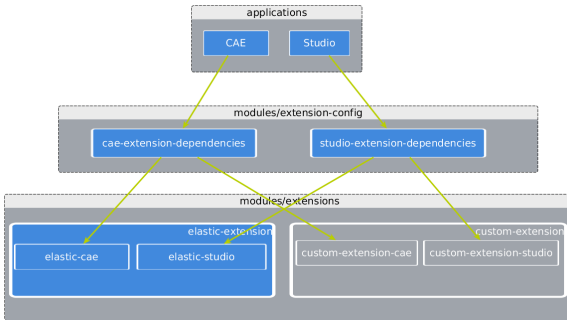 applications
CAE
Studio
modules/extension-config
cae-extension-dependencies
studio-extension-dependencies
modules/extensions
elastic-extension
custom-extension
elastic-cae
elastic-studio
custom-extension-cae
custom-extension-studio